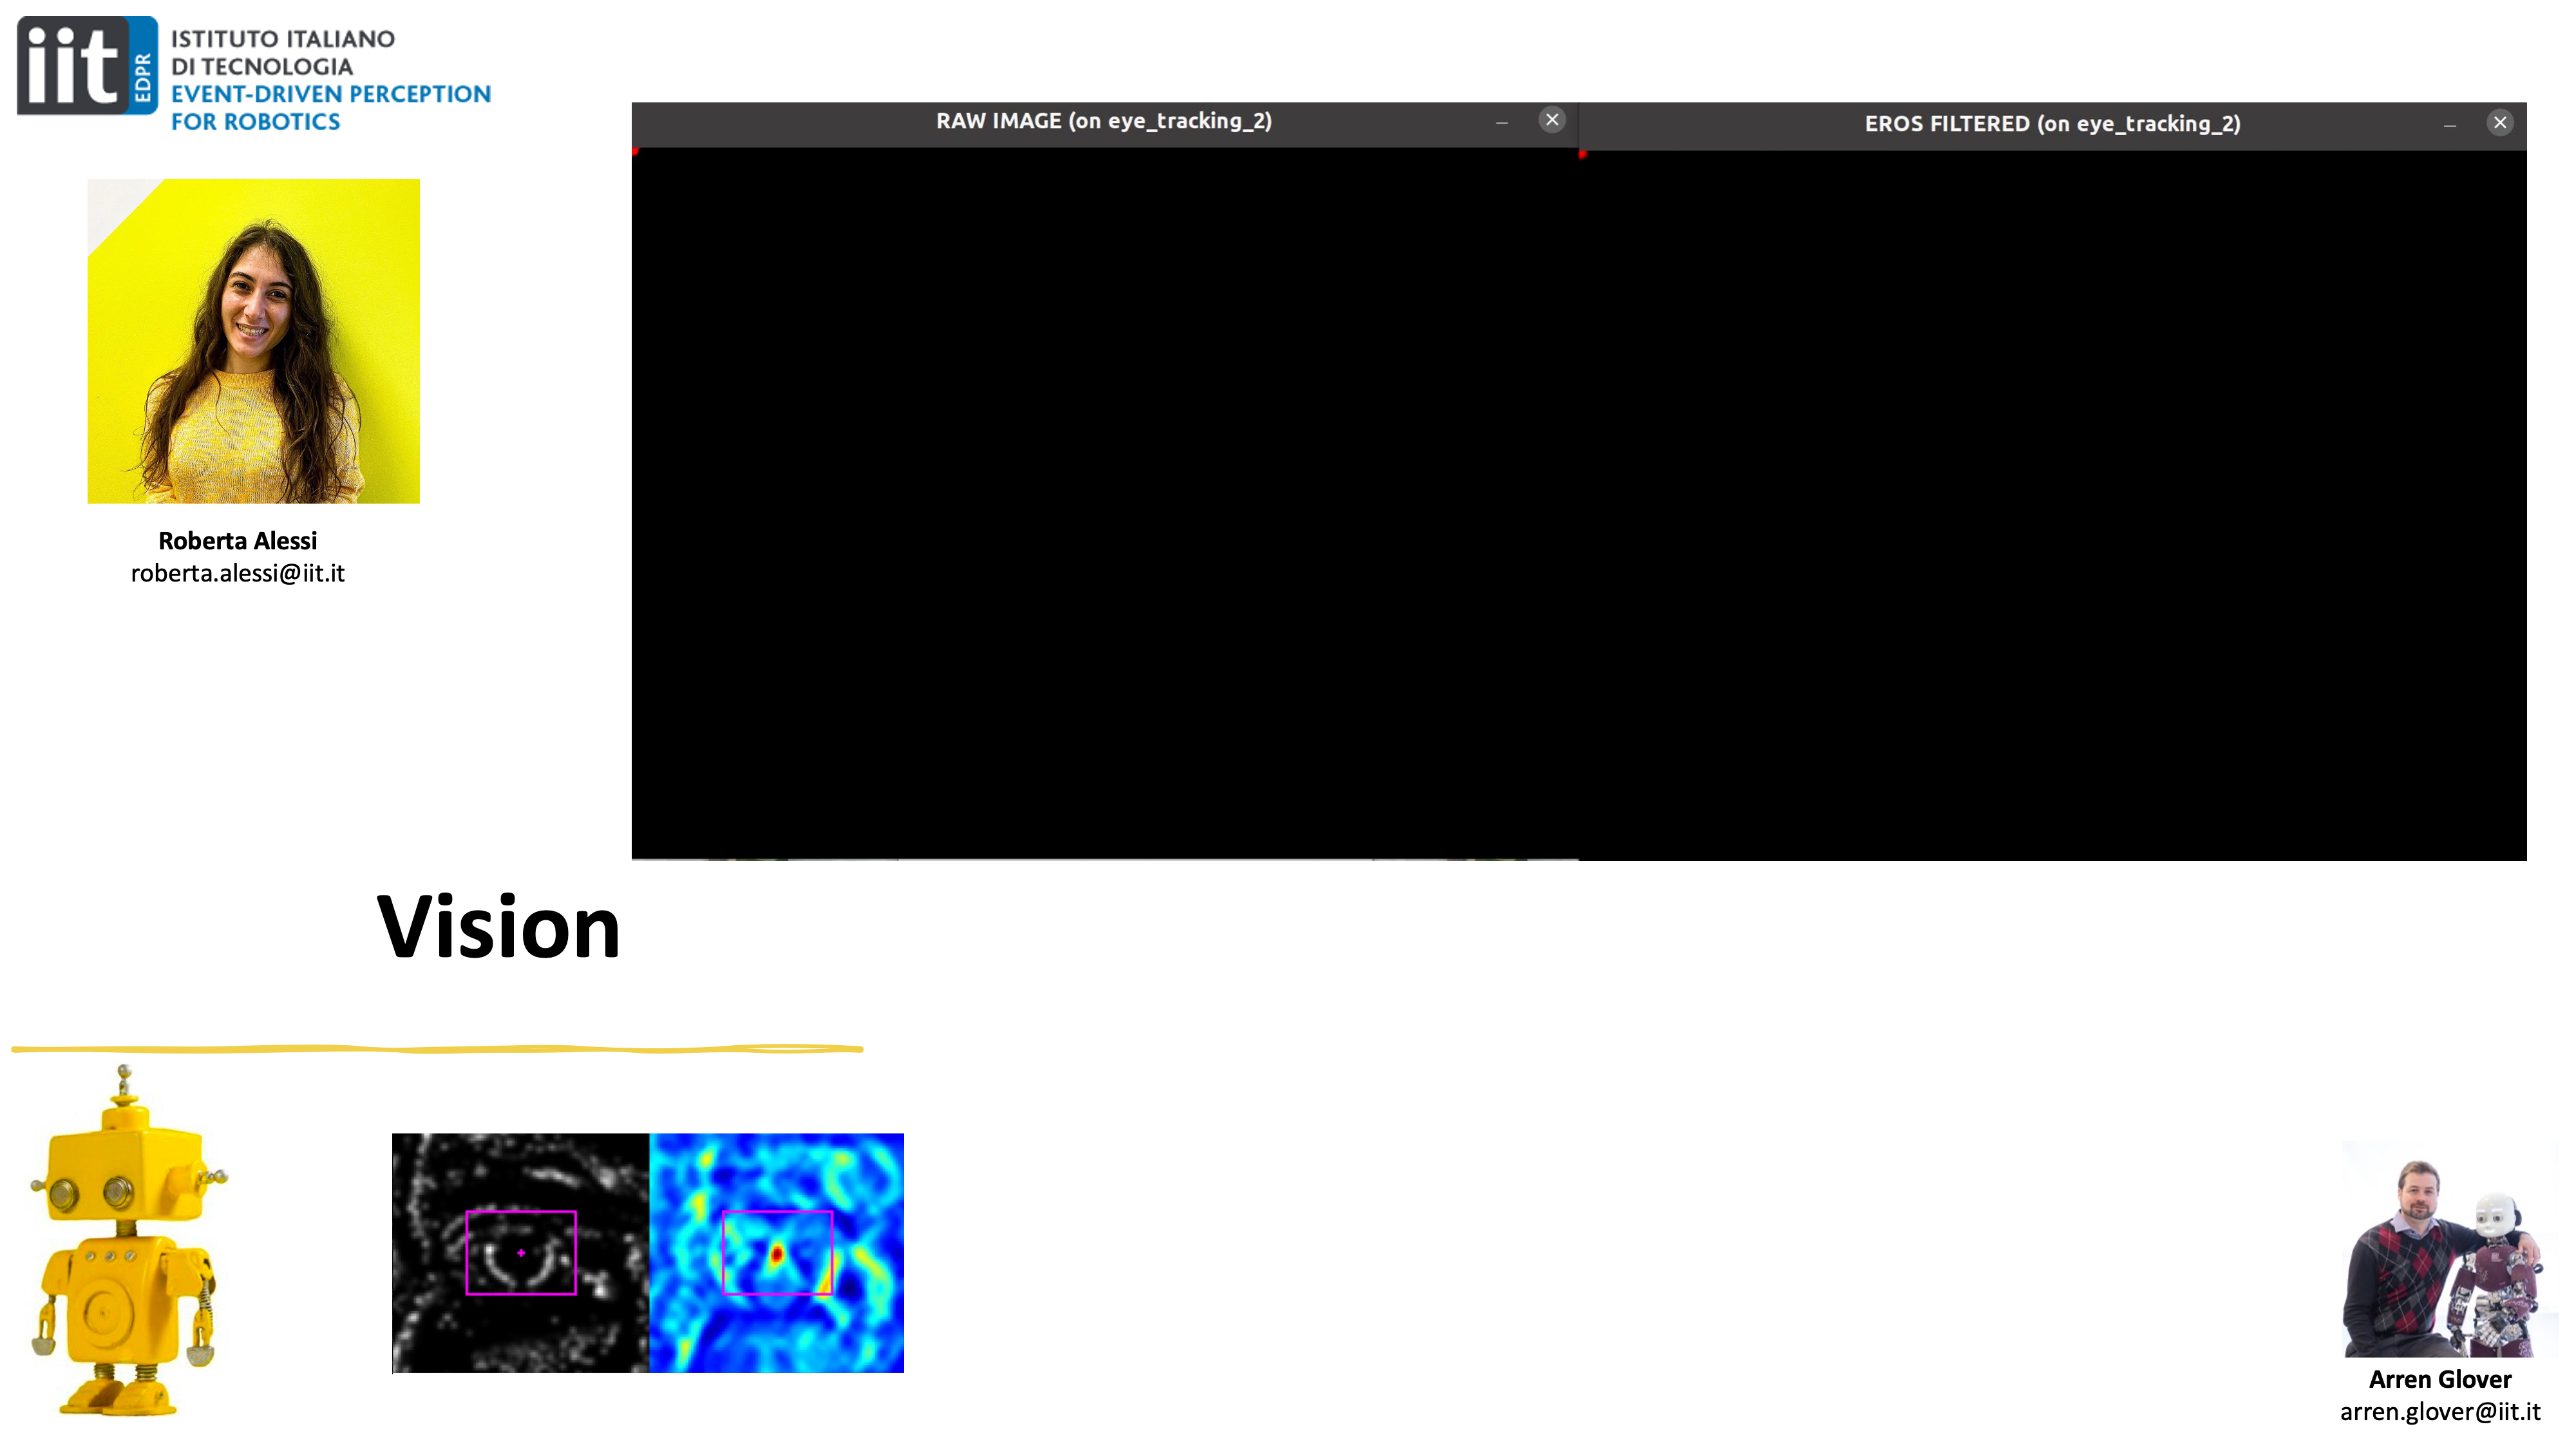 iit
EDPR
ISTITUTO ITALIANO
DI TECNOLOGIA
EVENT-DRIVEN PERCEPTION
FOR ROBOTICS
RAW IMAGE (on eye_tracking_2)
EROS FILTERED (on eye_tracking_2)
Roberta Alessi
roberta.alessi@iit.it
Vision
Arren Glover
arren.glover@iit.it